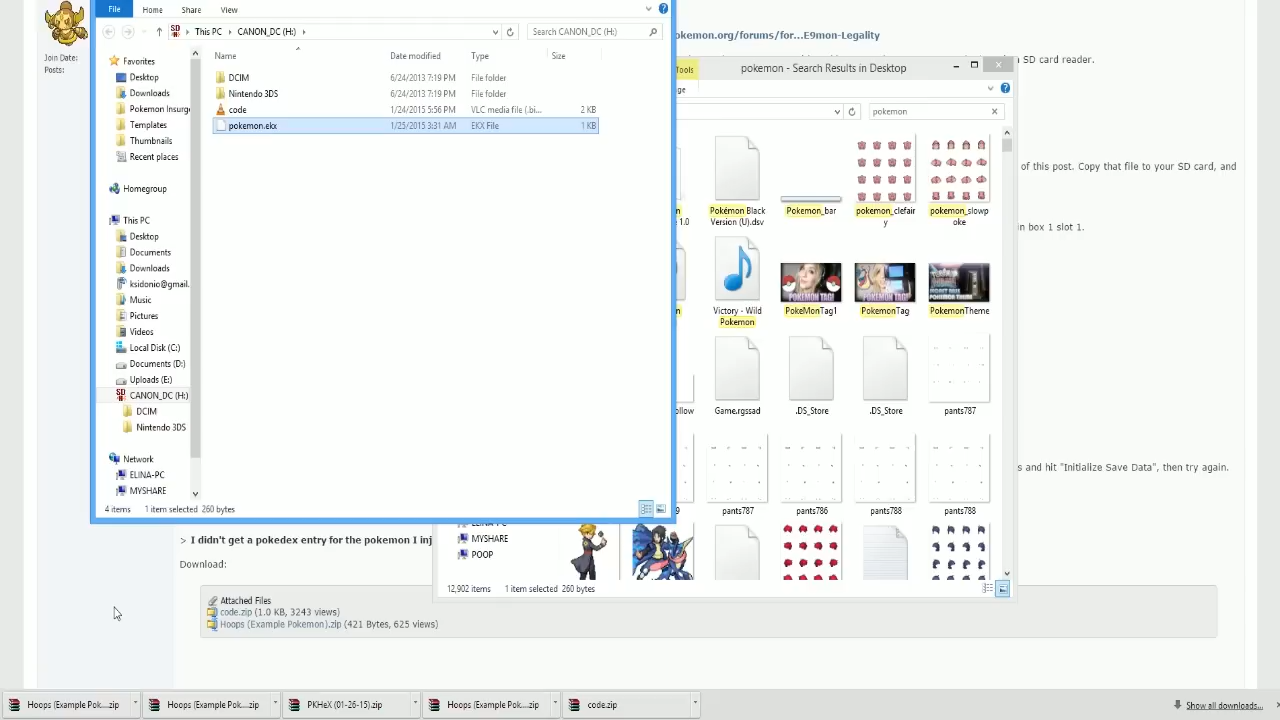 File Home Share View
This PC CANON_DC (H:) Search CANON_DC (H:)
Name Date modified Type Size
DCIM 6/24/2013 7:19 PM File folder
Nintendo 3DS 6/24/2013 7:19 PM File folder
code 1/24/2015 5:56 PM VLC media file (.bi... 2 KB
pokemon.ekx 1/25/2015 3:31 AM EKX File 1 KB
Favorites
Desktop
Downloads
Pokemon Insurge
Templates
Thumbnails
Recent places
Homegroup
This PC
Desktop
Documents
Downloads
ksidonio@gmail.
Music
Pictures
Videos
Local Disk (C:)
Documents (D:)
Uploads (E:)
CANON_DC (H:)
DCIM
Nintendo 3DS
Network
ELINA-PC
MYSHARE
4 items 1 item selected 260 bytes
Join Date:
Posts:
okemon.org/forums/for...E9mon-Legality
SD card reader.
Tools pokemon - Search Results in Desktop
pokemon
Pokémon Black Version (U).dsv
Pokemon_bar
pokemon_clefairy
pokemon_slowpoke
1.0
of this post. Copy that file to your SD card, and
in box 1 slot 1.
Victory - Wild Pokemon
PokeMonTag1
PokemonTag
PokemonTheme
POKEMON TAG!
POKEMON TAG!
ollow
Game.rgssad
.DS_Store
.DS_Store
pants787
s and hit "Initialize Save Data", then try again.
pants787
pants786
pants788
pants788
MYSHARE
POOP
12,902 items 1 item selected 260 bytes
> I didn't get a pokedex entry for the pokemon I inj
Download:
Attached Files
code.zip (1.0 KB, 3243 views)
Hoops (Example Pokemon).zip (421 Bytes, 625 views)
Hoops (Example Pok....zip Hoops (Example Pok....zip PKHeX (01-26-15).zip Hoops (Example Pok....zip code.zip Show all downloads...